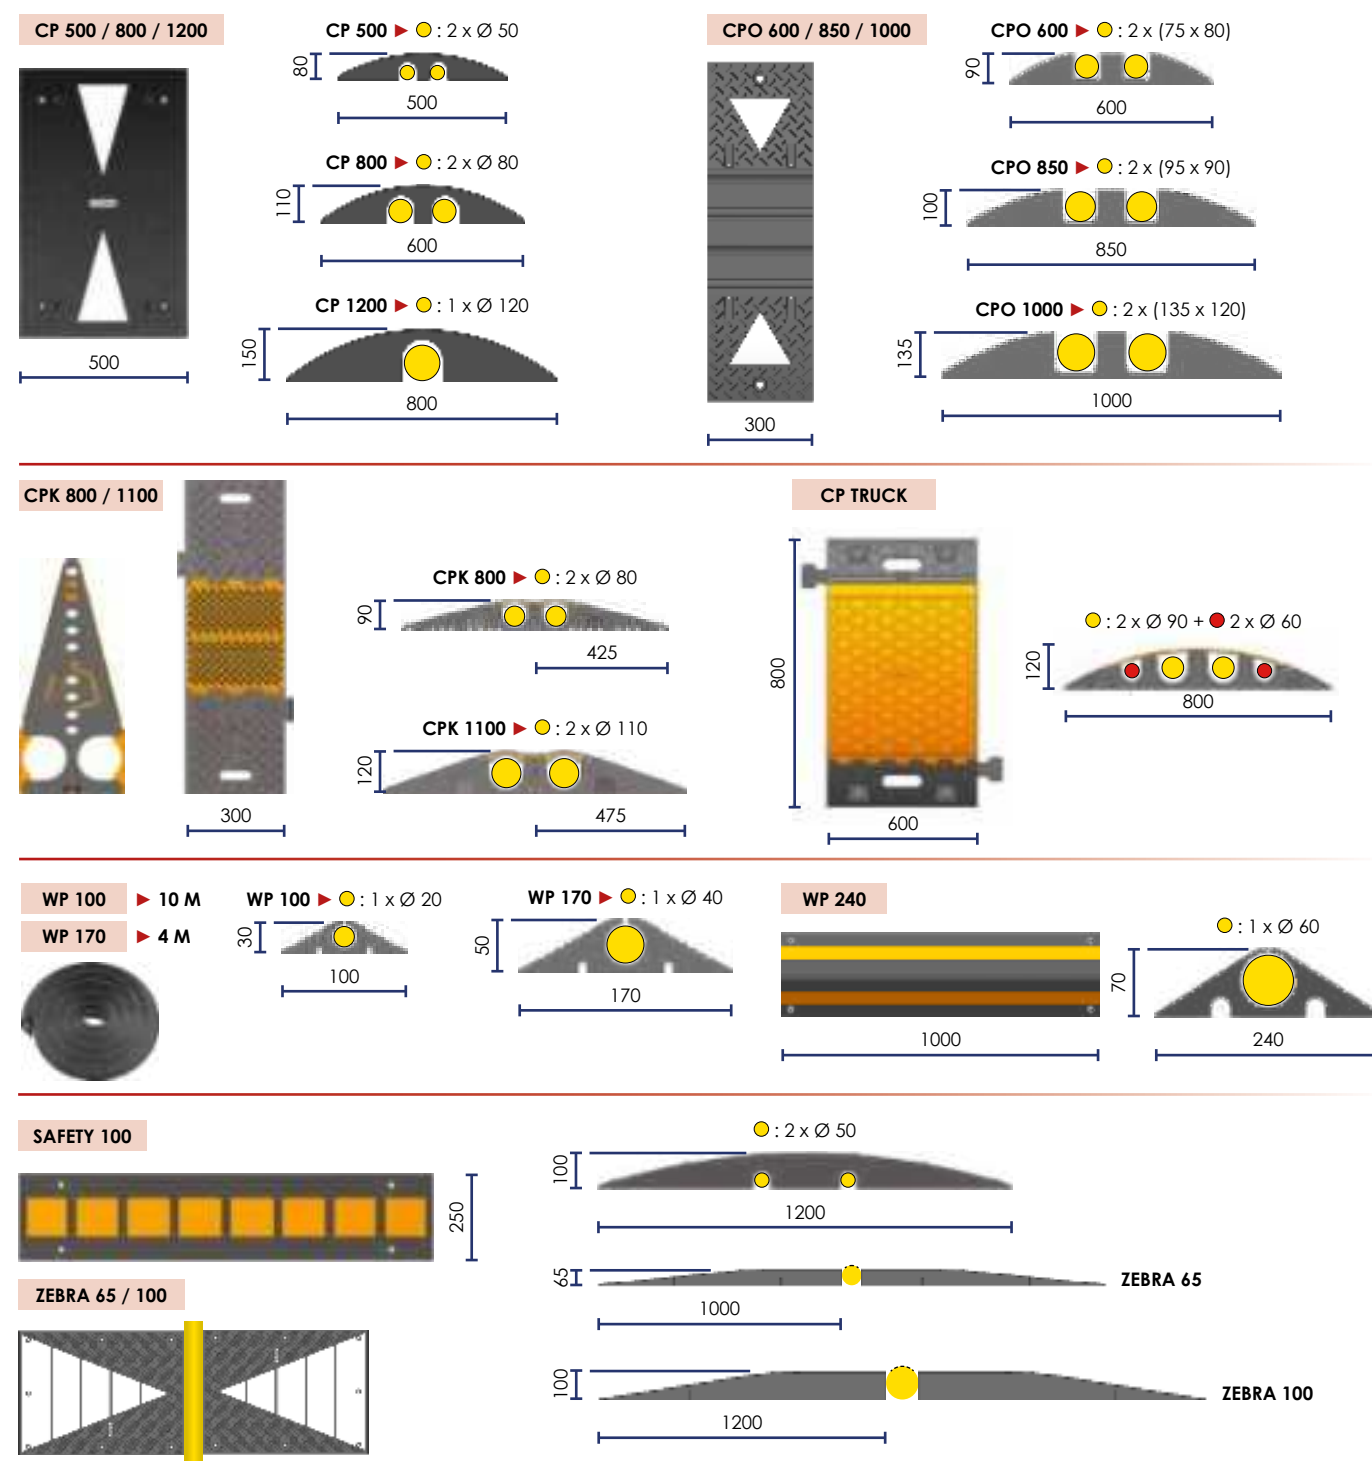 CP 500 / 800 / 1200
500
CP 500 ► : 2 x Ø 50
80
500
CP 800 ► : 2 x Ø 80
110
600
CP 1200 ► : 1 x Ø 120
150
800
CPO 600 / 850 / 1000
300
CPO 600 ► : 2 x (75 x 80)
90
600
CPO 850 ► : 2 x (95 x 90)
100
850
CPO 1000 ► : 2 x (135 x 120)
135
1000
CPK 800 / 1100
300
CPK 800 ► : 2 x Ø 80
90
425
CPK 1100 ► : 2 x Ø 110
120
475
CP TRUCK
800
600
: 2 x Ø 90 + 2 x Ø 60
120
800
WP 100 ► 10 M
WP 170 ► 4 M
WP 100 ► : 1 x Ø 20
30
100
WP 170 ► : 1 x Ø 40
50
170
WP 240
1000
: 1 x Ø 60
70
240
SAFETY 100
250
: 2 x Ø 50
100
1200
ZEBRA 65 / 100
65
ZEBRA 65
1000
100
ZEBRA 100
1200